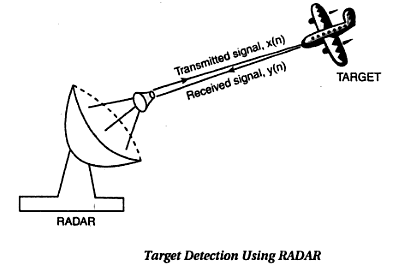 Transmitted signal, x(n)
Received signal, y(n)
TARGET
RADAR
Target Detection Using RADAR